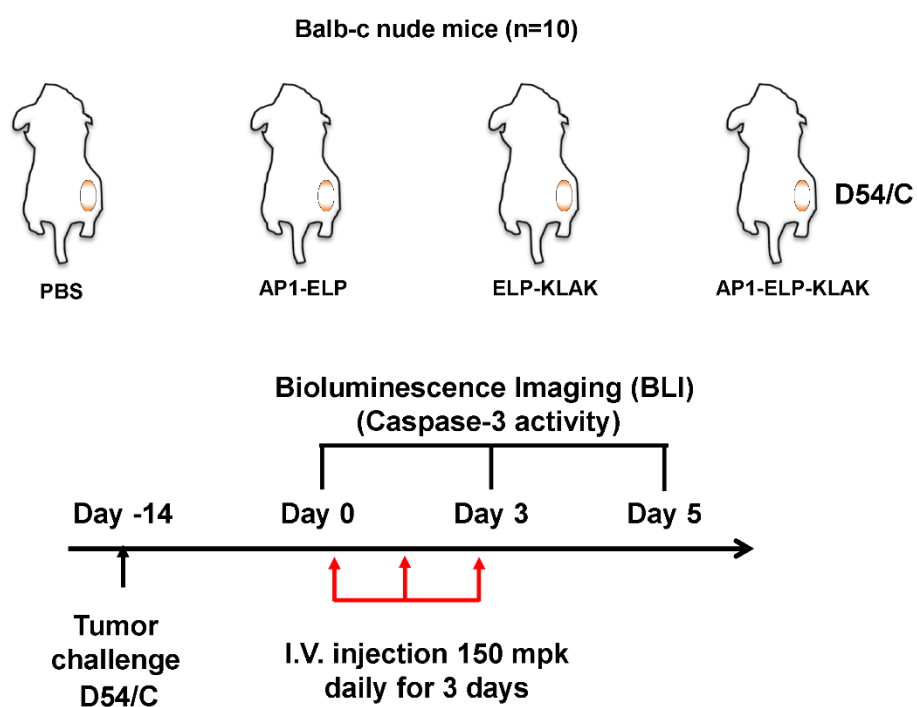 Balb-c nude mice (n=10)
D54/C
PBS
AP1-ELP
ELP-KLAK
AP1-ELP-KLAK
Bioluminescence Imaging (BLI)
(Caspase-3 activity)
Day -14
Day 0
Day 3
Day 5
Tumor
challenge
D54/C
I.V. injection 150 mpk
daily for 3 days